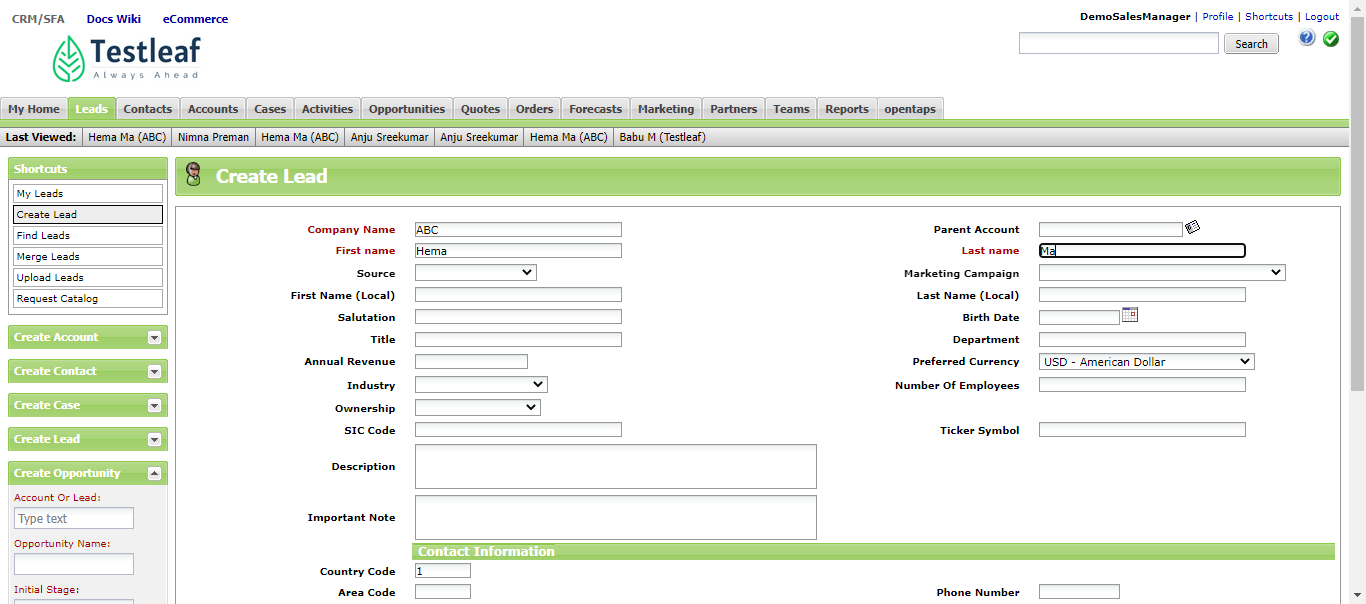 CRM/SFA Docs Wiki eCommerce
DemoSalesManager | Profile | Shortcuts | Logout
Testleaf
Always Ahead
Search
My Home Leads Contacts Accounts Cases Activities Opportunities Quotes Orders Forecasts Marketing Partners Teams Reports opentaps
Last Viewed: Hema Ma (ABC) Nimna Preman Hema Ma (ABC) Anju Sreekumar Anju Sreekumar Hema Ma (ABC) Babu M (Testleaf)
Shortcuts
My Leads
Create Lead
Find Leads
Merge Leads
Upload Leads
Request Catalog
Create Account
Create Contact
Create Case
Create Lead
Create Opportunity
Account Or Lead:
Type text
Opportunity Name:
Initial Stage:
Create Lead
Company Name ABC Parent Account
First name Hema Last name Ma
Source Marketing Campaign
First Name (Local) Last Name (Local)
Salutation Birth Date
Title Department
Annual Revenue Preferred Currency USD - American Dollar
Industry Number Of Employees
Ownership
SIC Code Ticker Symbol
Description
Important Note
Contact Information
Country Code 1
Area Code Phone Number